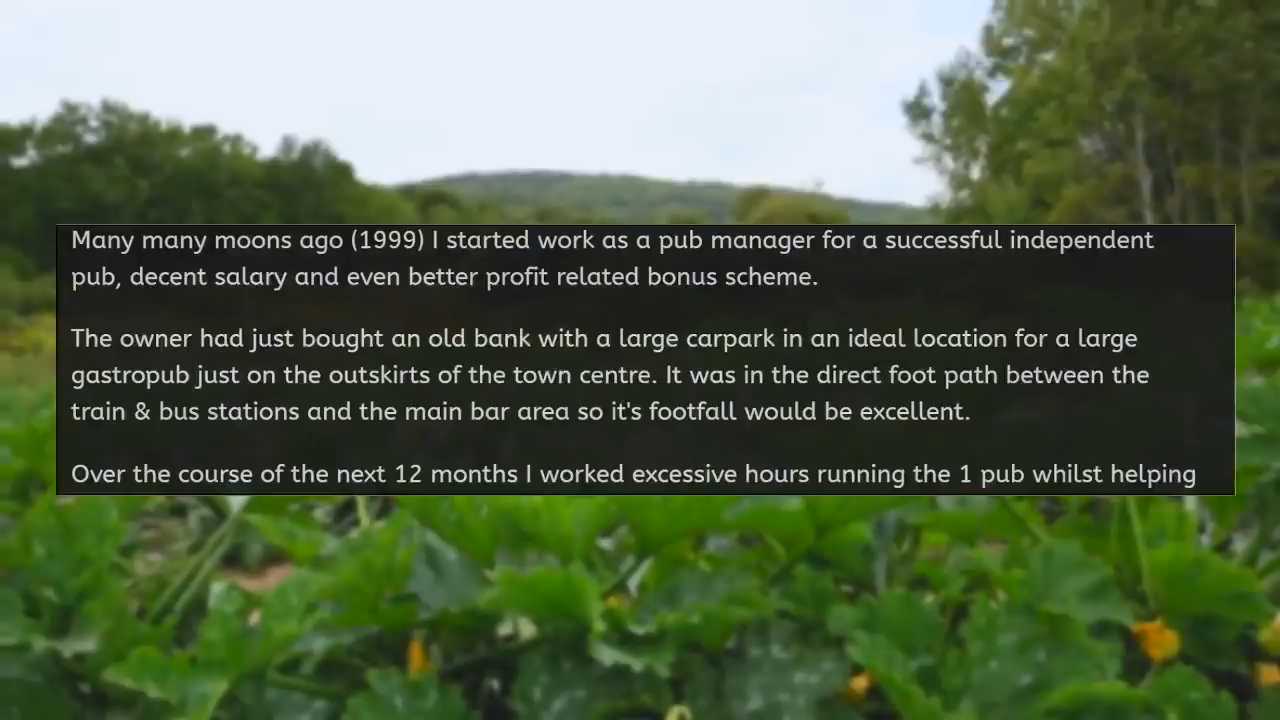 Many many moons ago (1999) I started work as a pub manager for a successful independent
pub, decent salary and even better profit related bonus scheme.
The owner had just bought an old bank with a large carpark in an ideal location for a large
gastropub just on the outskirts of the town centre. It was in the direct foot path between the
train & bus stations and the main bar area so it's footfall would be excellent.
Over the course of the next 12 months I worked excessive hours running the 1 pub whilst helping